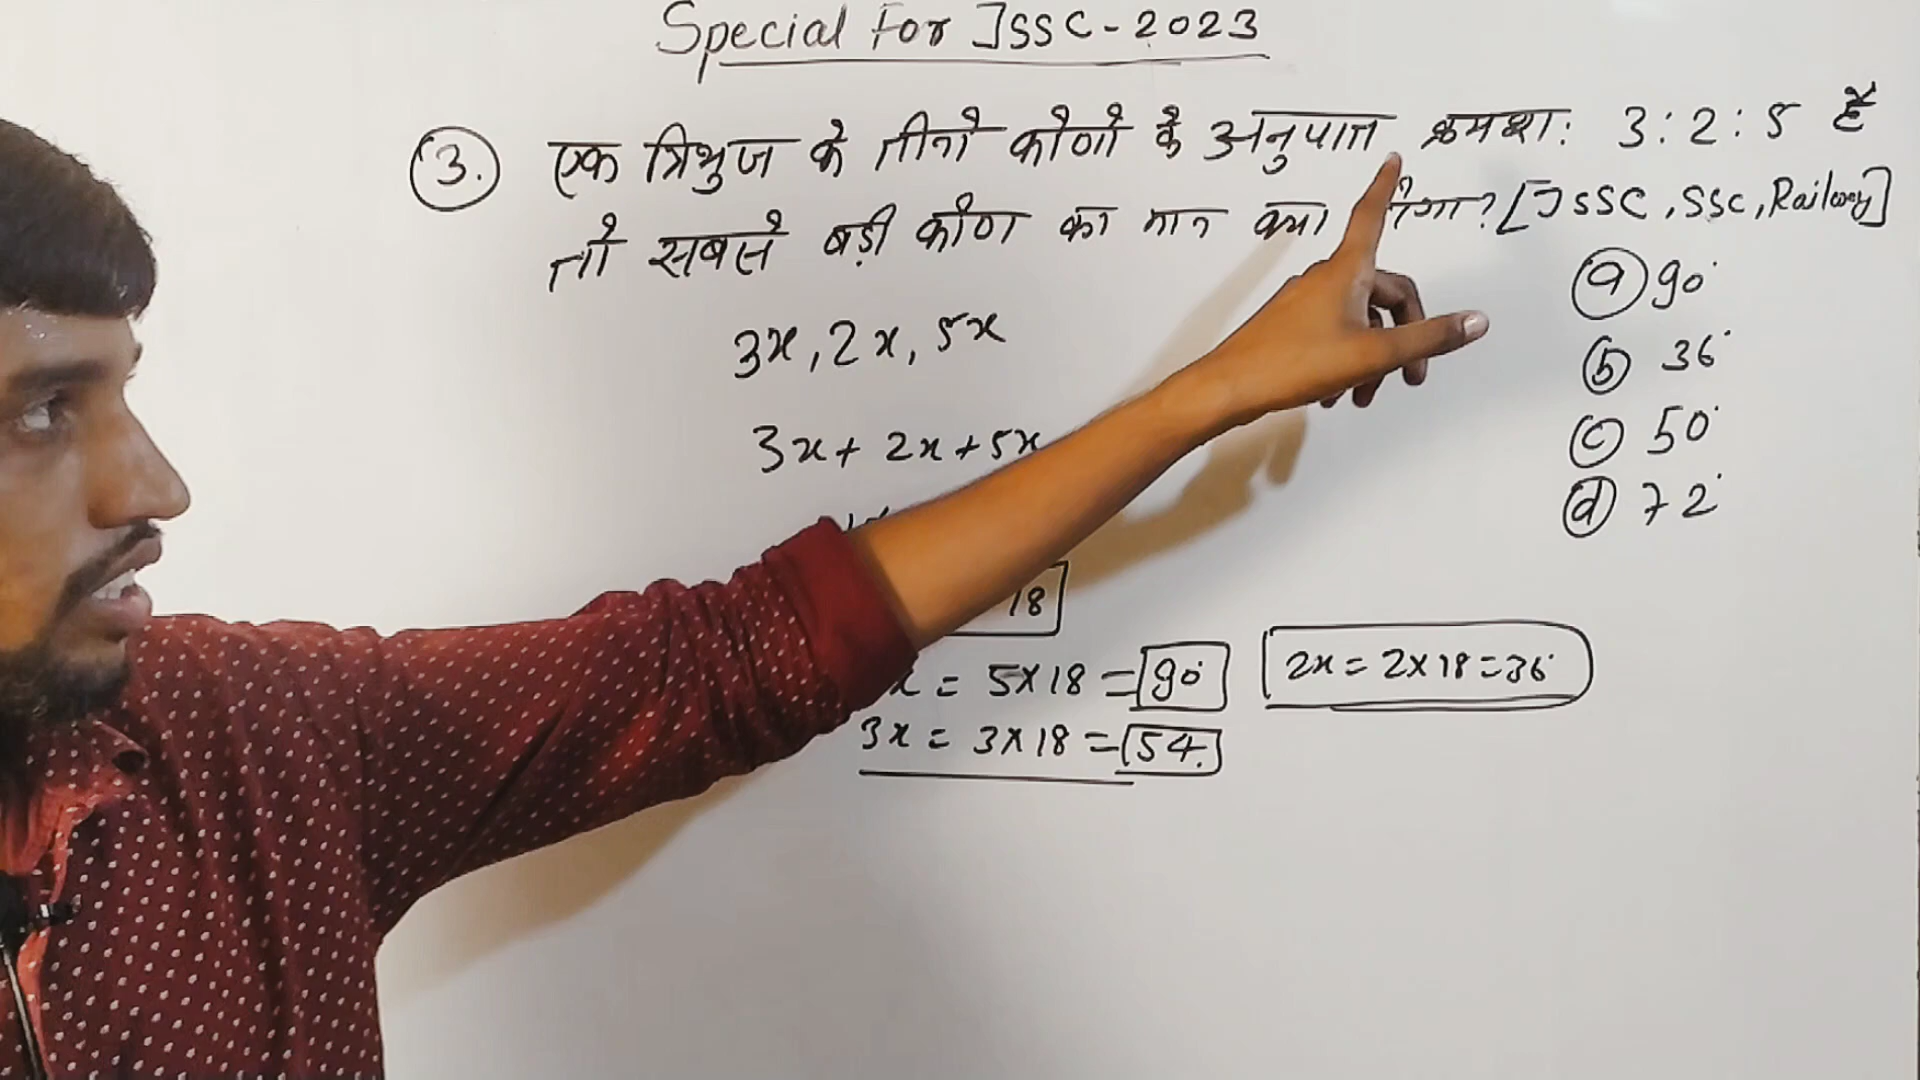 Special For JSSC-2023
3. एक त्रिभुज के तीनो कोणो के अनुपात क्रमशः 3:2:5 है
तो सबसे बड़ी कोण का मान क्या ? [JSSC, SSC, Railway]
a 90°
3x, 2x, 5x
b 36°
3x + 2x + 5x
c 50°
d 72°
18
x = 5×18 = 90°
2x = 2×18 = 36°
3x = 3×18 = 54.